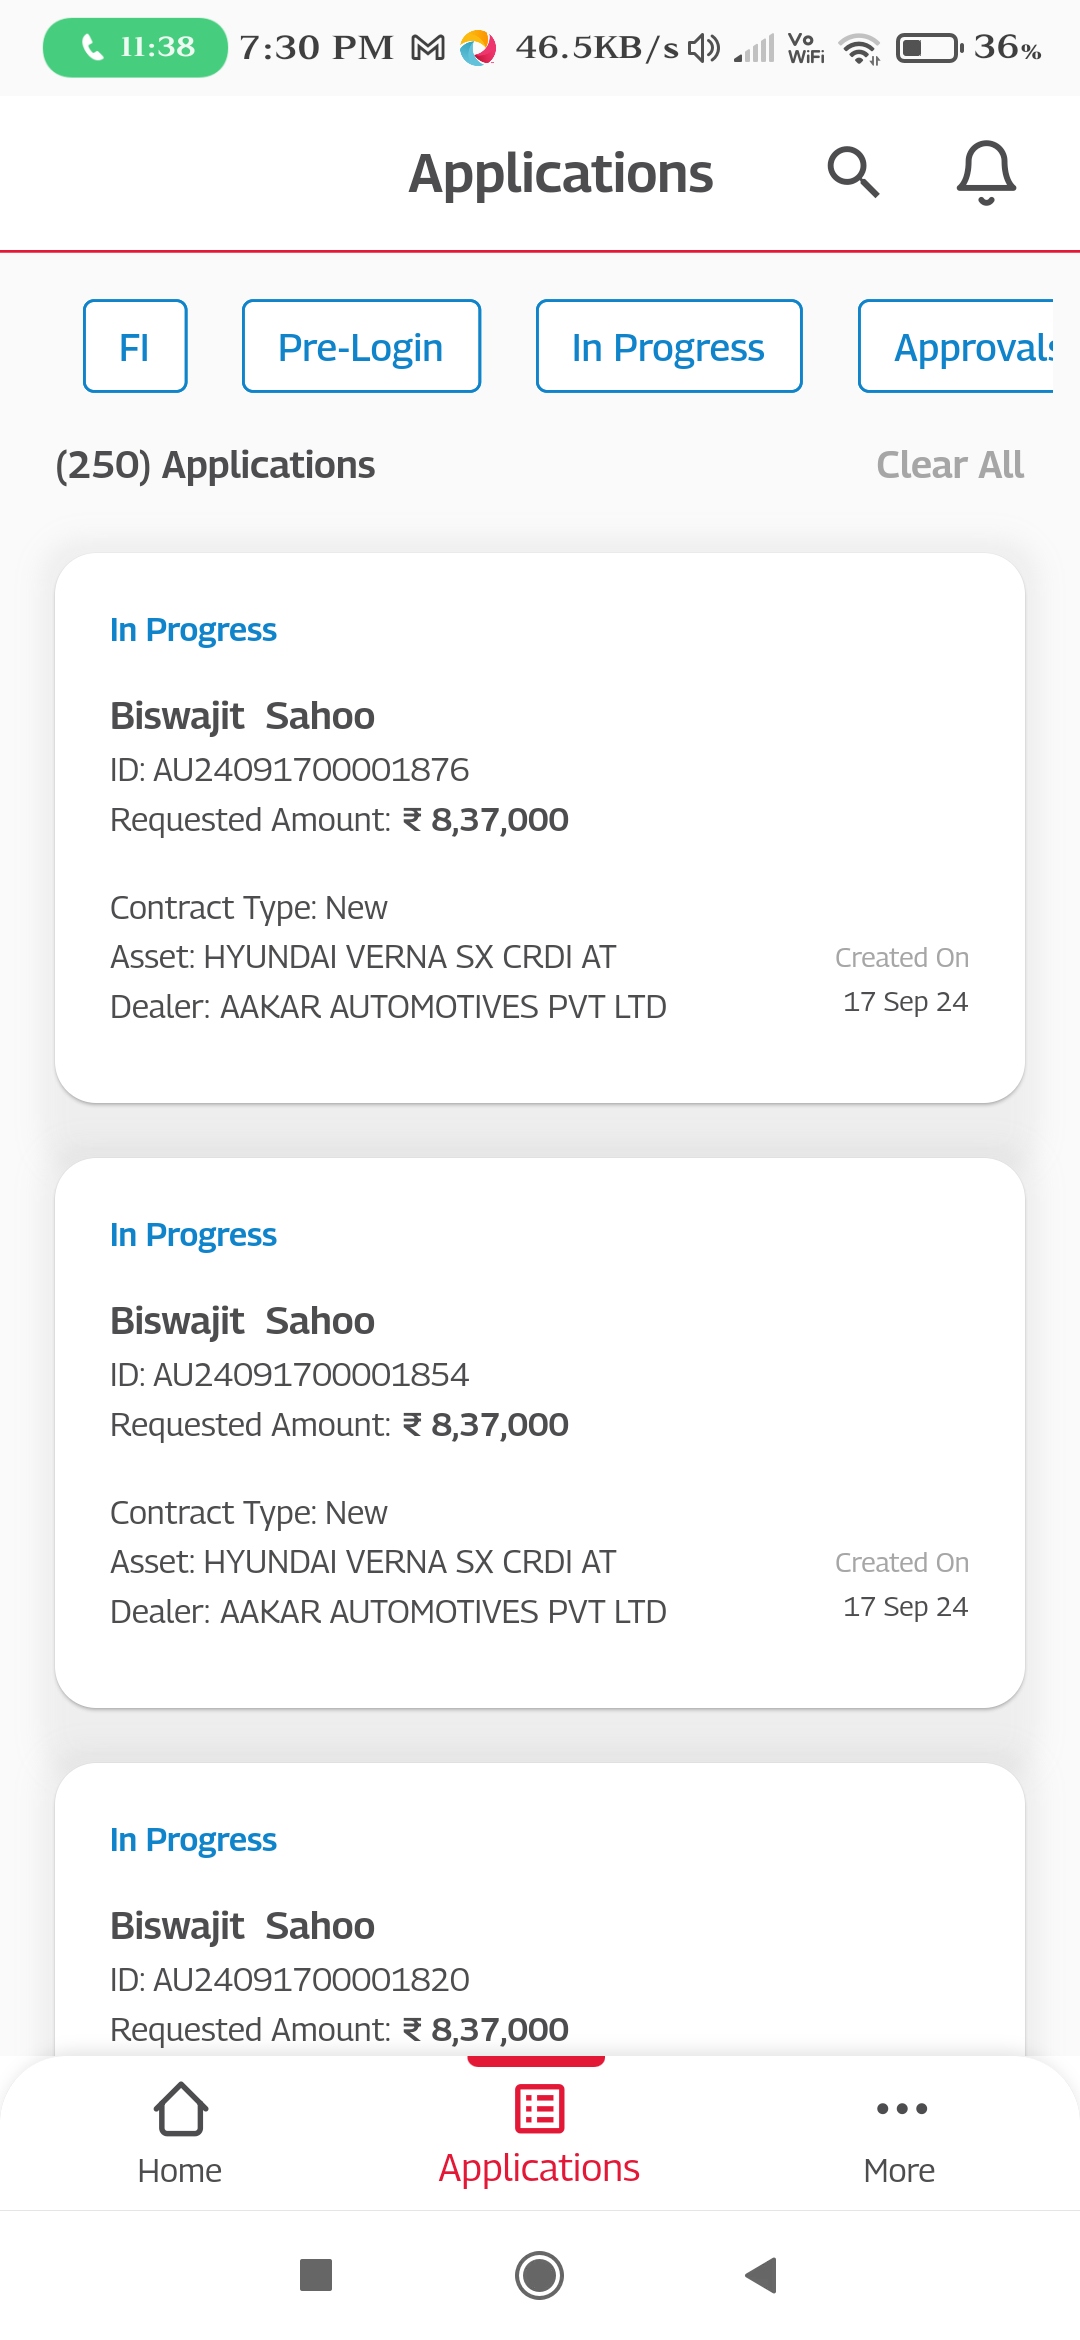 11:38 7:30 PM 46.5KB/s Vo WiFi 36%
Applications
FI Pre-Login In Progress Approvals
(250) Applications Clear All
In Progress
Biswajit Sahoo
ID: AU24091700001876
Requested Amount: ₹ 8,37,000
Contract Type: New
Asset: HYUNDAI VERNA SX CRDI AT Created On
Dealer: AAKAR AUTOMOTIVES PVT LTD 17 Sep 24
In Progress
Biswajit Sahoo
ID: AU24091700001854
Requested Amount: ₹ 8,37,000
Contract Type: New
Asset: HYUNDAI VERNA SX CRDI AT Created On
Dealer: AAKAR AUTOMOTIVES PVT LTD 17 Sep 24
In Progress
Biswajit Sahoo
ID: AU24091700001820
Requested Amount: ₹ 8,37,000
Home Applications More